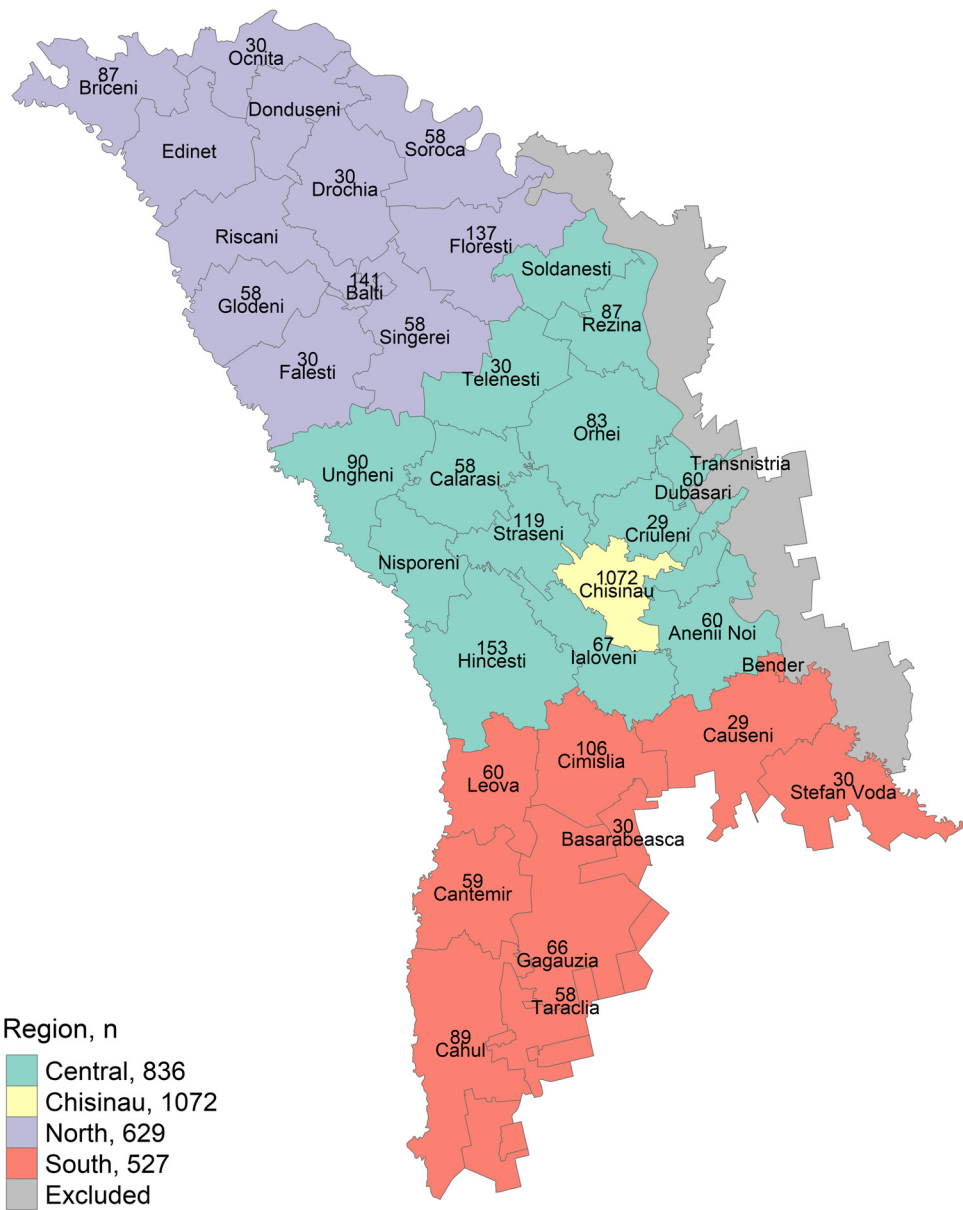 30
Ocnita
87
Briceni
Donduseni
58
Soroca
Edinet
30
Drochia
137
Floresti
Riscani
Soldanesti
141
Balti
58
Glodeni
87
Rezina
58
Singerei
30
Falesti
30
Telenesti
83
Orhei
90
Ungheni
58
Calarasi
Transnistria
60
Dubasari
119
Straseni
29
Criuleni
Nisporeni
1072
Chisinau
60
Anenii Noi
153
Hincesti
67
Ialoveni
Bender
29
Causeni
106
Cimislia
60
Leova
30
Stefan Voda
30
Basarabeasca
59
Cantemir
66
Gagauzia
58
Taraclia
89
Cahul
Region, n
Central, 836
Chisinau, 1072
North, 629
South, 527
Excluded